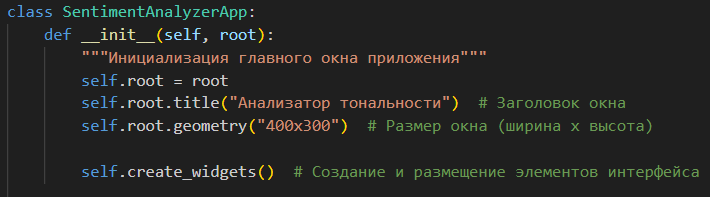 class SentimentAnalyzerApp:
    def __init__(self, root):
        """Инициализация главного окна приложения"""
        self.root = root
        self.root.title("Анализатор тональности")  # Заголовок окна
        self.root.geometry("400x300")  # Размер окна (ширина x высота)

        self.create_widgets()  # Создание и размещение элементов интерфейса